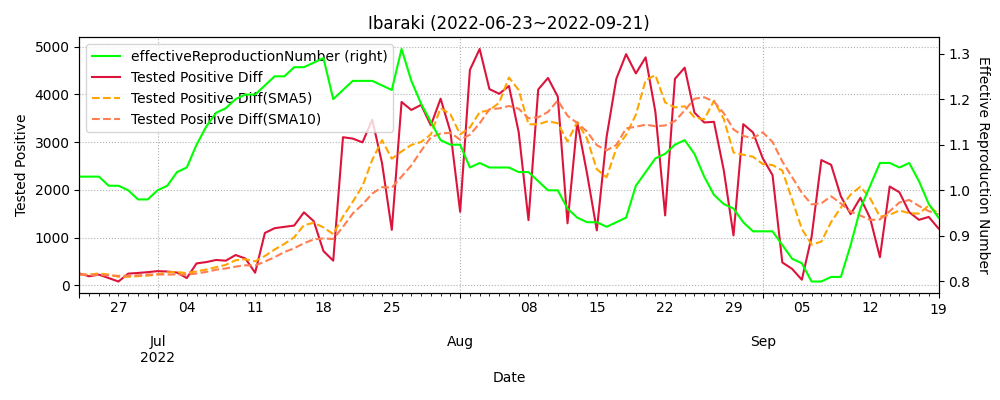 Ibaraki (2022-06-23~2022-09-21)
effectiveReproductionNumber (right)
Tested Positive Diff
Tested Positive Diff(SMA5)
Tested Positive Diff(SMA10)
Tested Positive
5000
4000
3000
2000
1000
0
Effective Reproduction Number
1.3
1.2
1.1
1.0
0.9
0.8
27 04 11 18 25 08 15 22 29 05 12 19
Jul Aug Sep
2022
Date